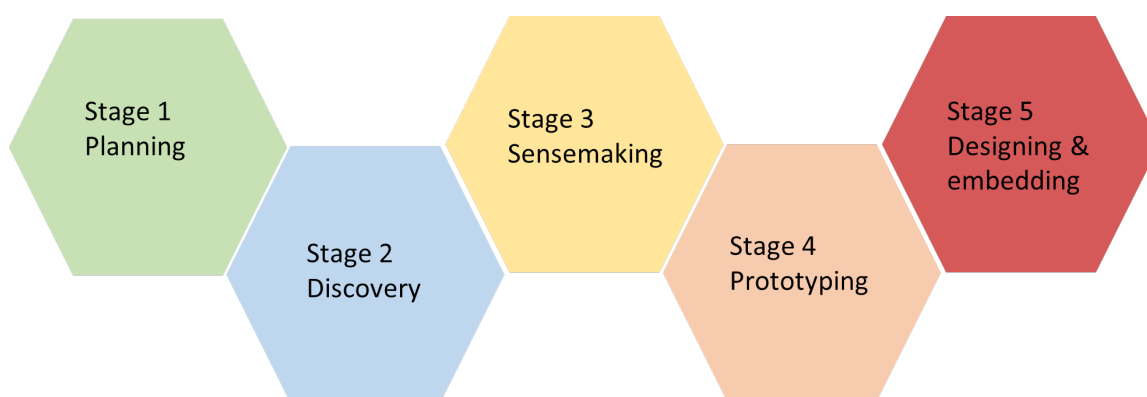 Stage 1
Planning
Stage 2
Discovery
Stage 3
Sensemaking
Stage 4
Prototyping
Stage 5
Designing &
embedding